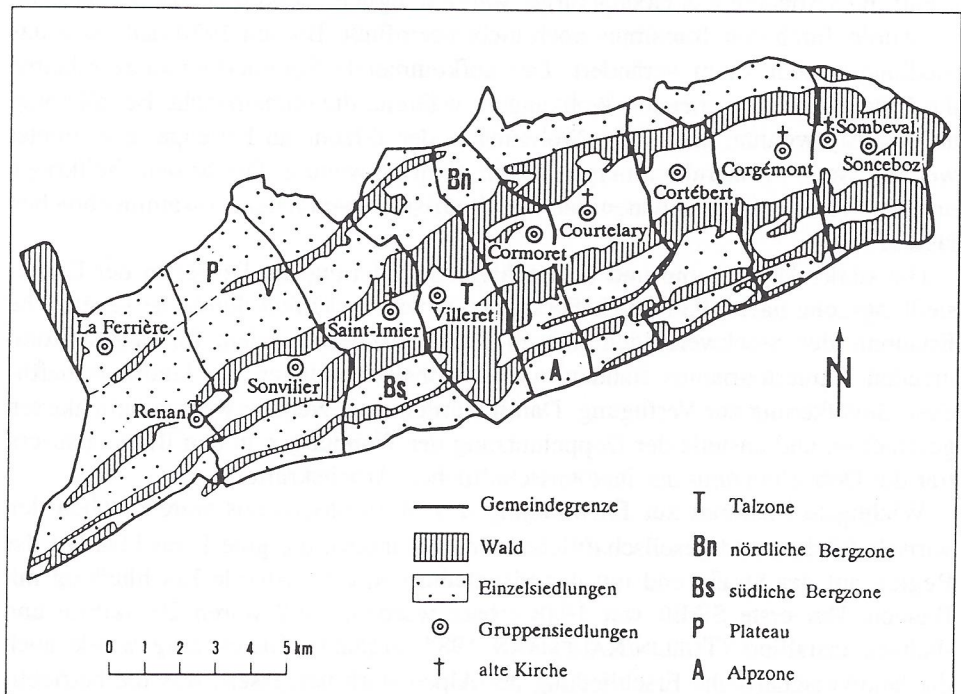 Sombeval
Bn
Corgémont
Sonceboz
Cortébert
Courtelary
P
Cormoret
T
La Ferrière
Saint-Imier
Villeret
Bs
A
Sonvilier
Renan
N
Gemeindegrenze
T Talzone
Wald
Bn nördliche Bergzone
Einzelsiedlungen
Bs südliche Bergzone
Gruppensiedlungen
P Plateau
0 1 2 3 4 5 km
alte Kirche
A Alpzone